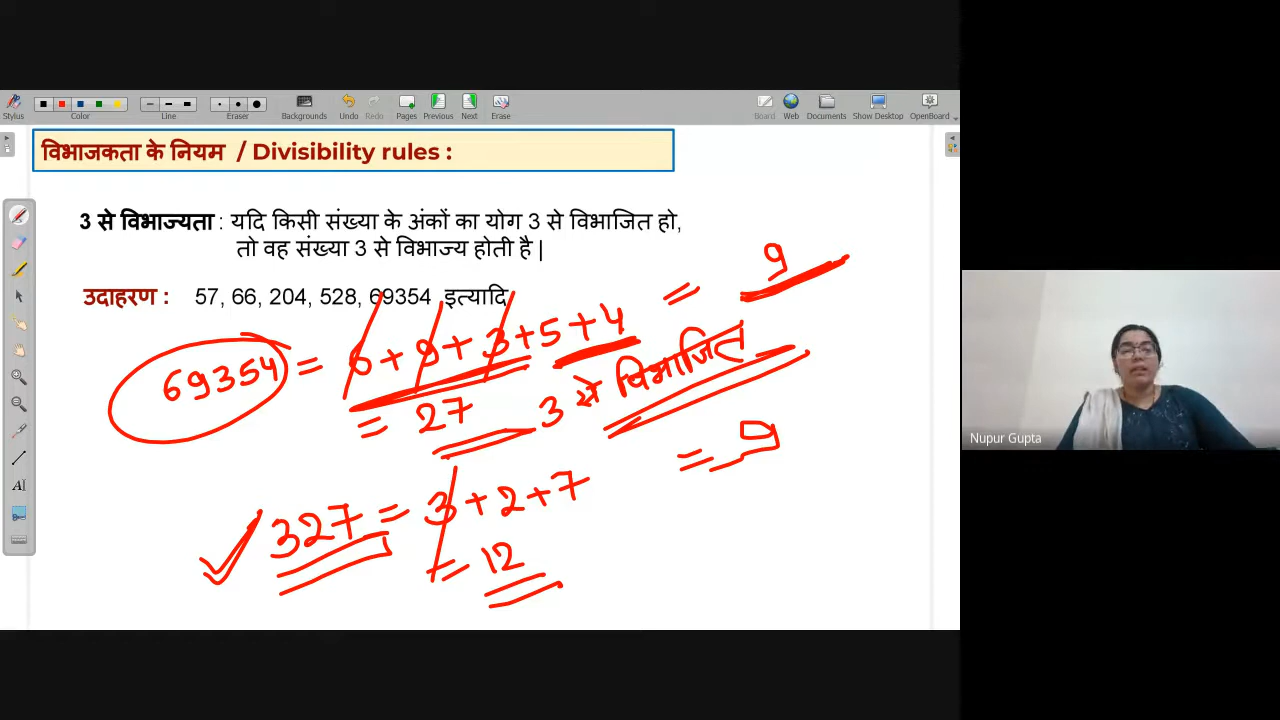 Stylus
Color
Line
Eraser
Backgrounds
Undo
Redo
Pages
Previous
Next
Erase
Board
Web
Documents
Show Desktop
OpenBoard
विभाजकता के नियम / Divisibility rules :
3 से विभाज्यता : यदि किसी संख्या के अंकों का योग 3 से विभाजित हो,
तो वह संख्या 3 से विभाज्य होती है |
उदाहरण : 57, 66, 204, 528, 69354 इत्यादि
69354 = 6+9+3+5+4 = 9
= 27 3 से विभाजित
= 9
327 = 3+2+7
= 12
Nupur Gupta